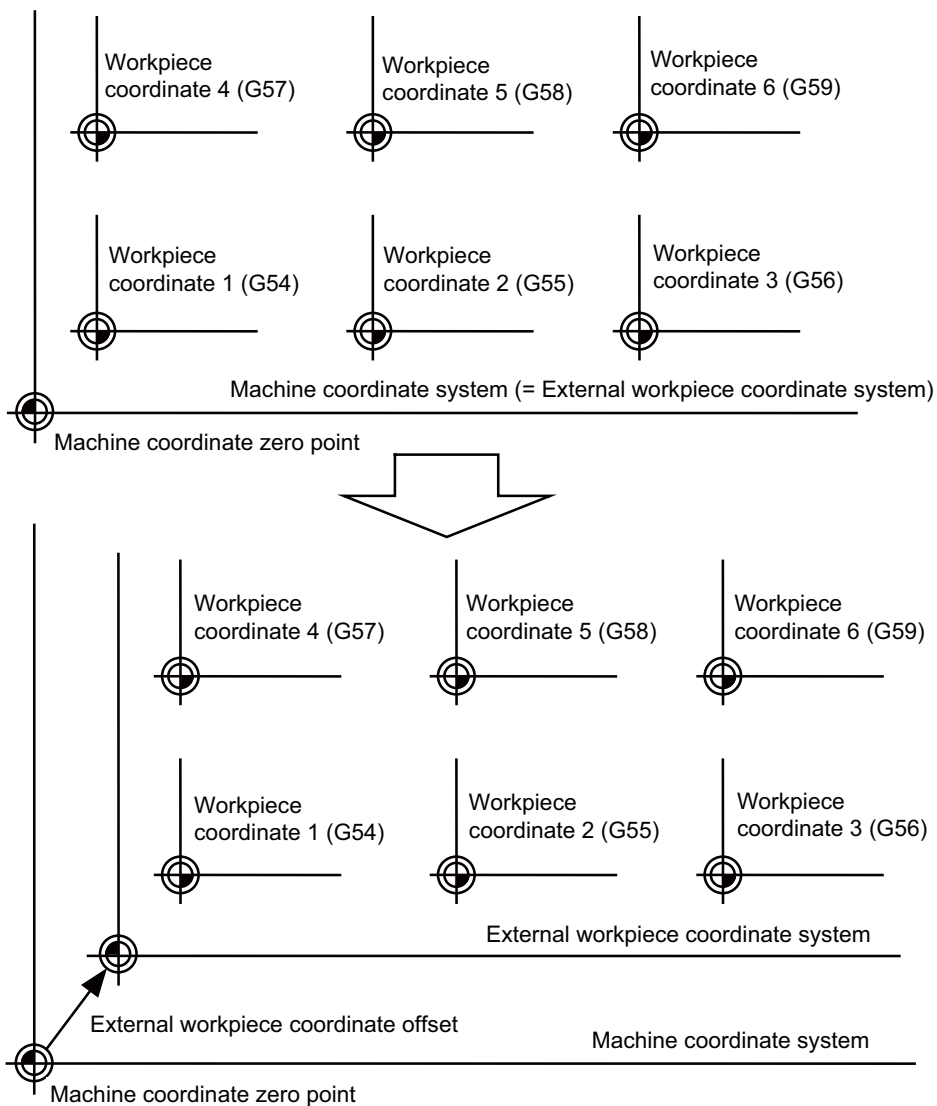 Workpiece
coordinate 4 (G57)
Workpiece
coordinate 5 (G58)
Workpiece
coordinate 6 (G59)
Workpiece
coordinate 1 (G54)
Workpiece
coordinate 2 (G55)
Workpiece
coordinate 3 (G56)
Machine coordinate system (= External workpiece coordinate system)
Machine coordinate zero point
Workpiece
coordinate 4 (G57)
Workpiece
coordinate 5 (G58)
Workpiece
coordinate 6 (G59)
Workpiece
coordinate 1 (G54)
Workpiece
coordinate 2 (G55)
Workpiece
coordinate 3 (G56)
External workpiece coordinate system
External workpiece coordinate offset
Machine coordinate system
Machine coordinate zero point